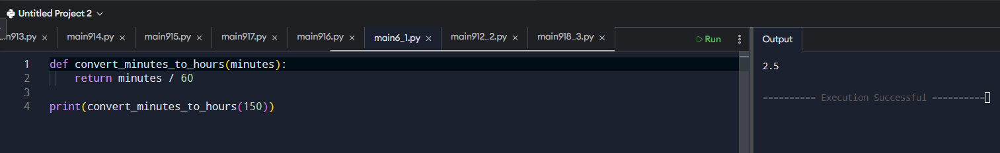 Untitled Project 2
n913.py × main914.py × main915.py × main917.py × main916.py × main6_1.py × main912_2.py × main918_3.py × Run Output
1 def convert_minutes_to_hours(minutes):
2 return minutes / 60
3
4 print(convert_minutes_to_hours(150))
2.5
========== Execution Successful ==========